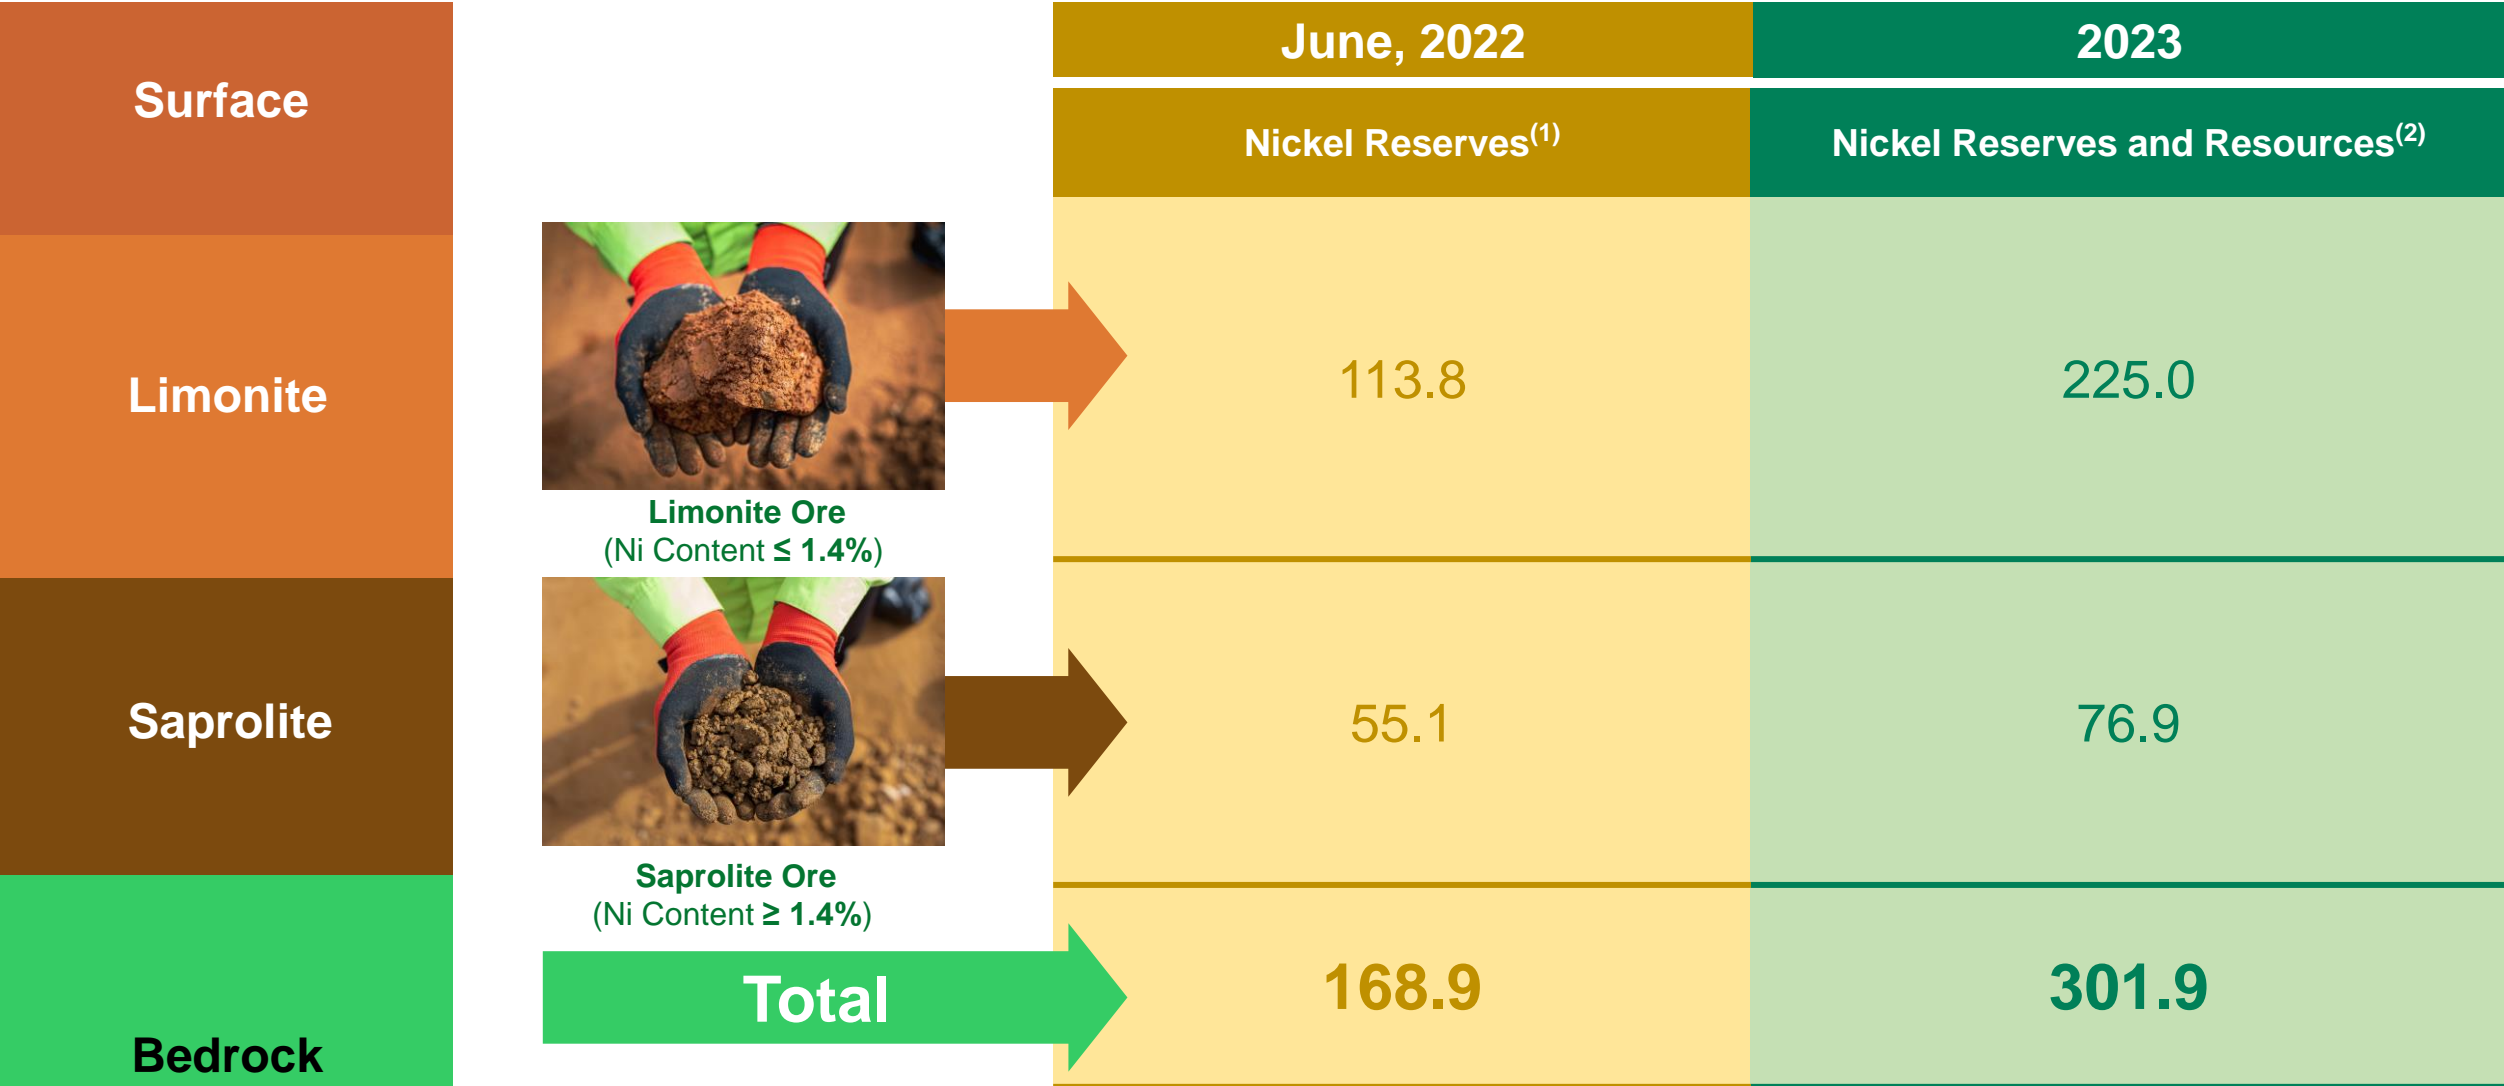 Surface
Limonite
Saprolite
Bedrock
Limonite Ore
(Ni Content ≤ 1.4%)
Saprolite Ore
(Ni Content ≥ 1.4%)
Total
June, 2022
2023
Nickel Reserves(1)
Nickel Reserves and Resources(2)
113.8
225.0
55.1
76.9
168.9
301.9